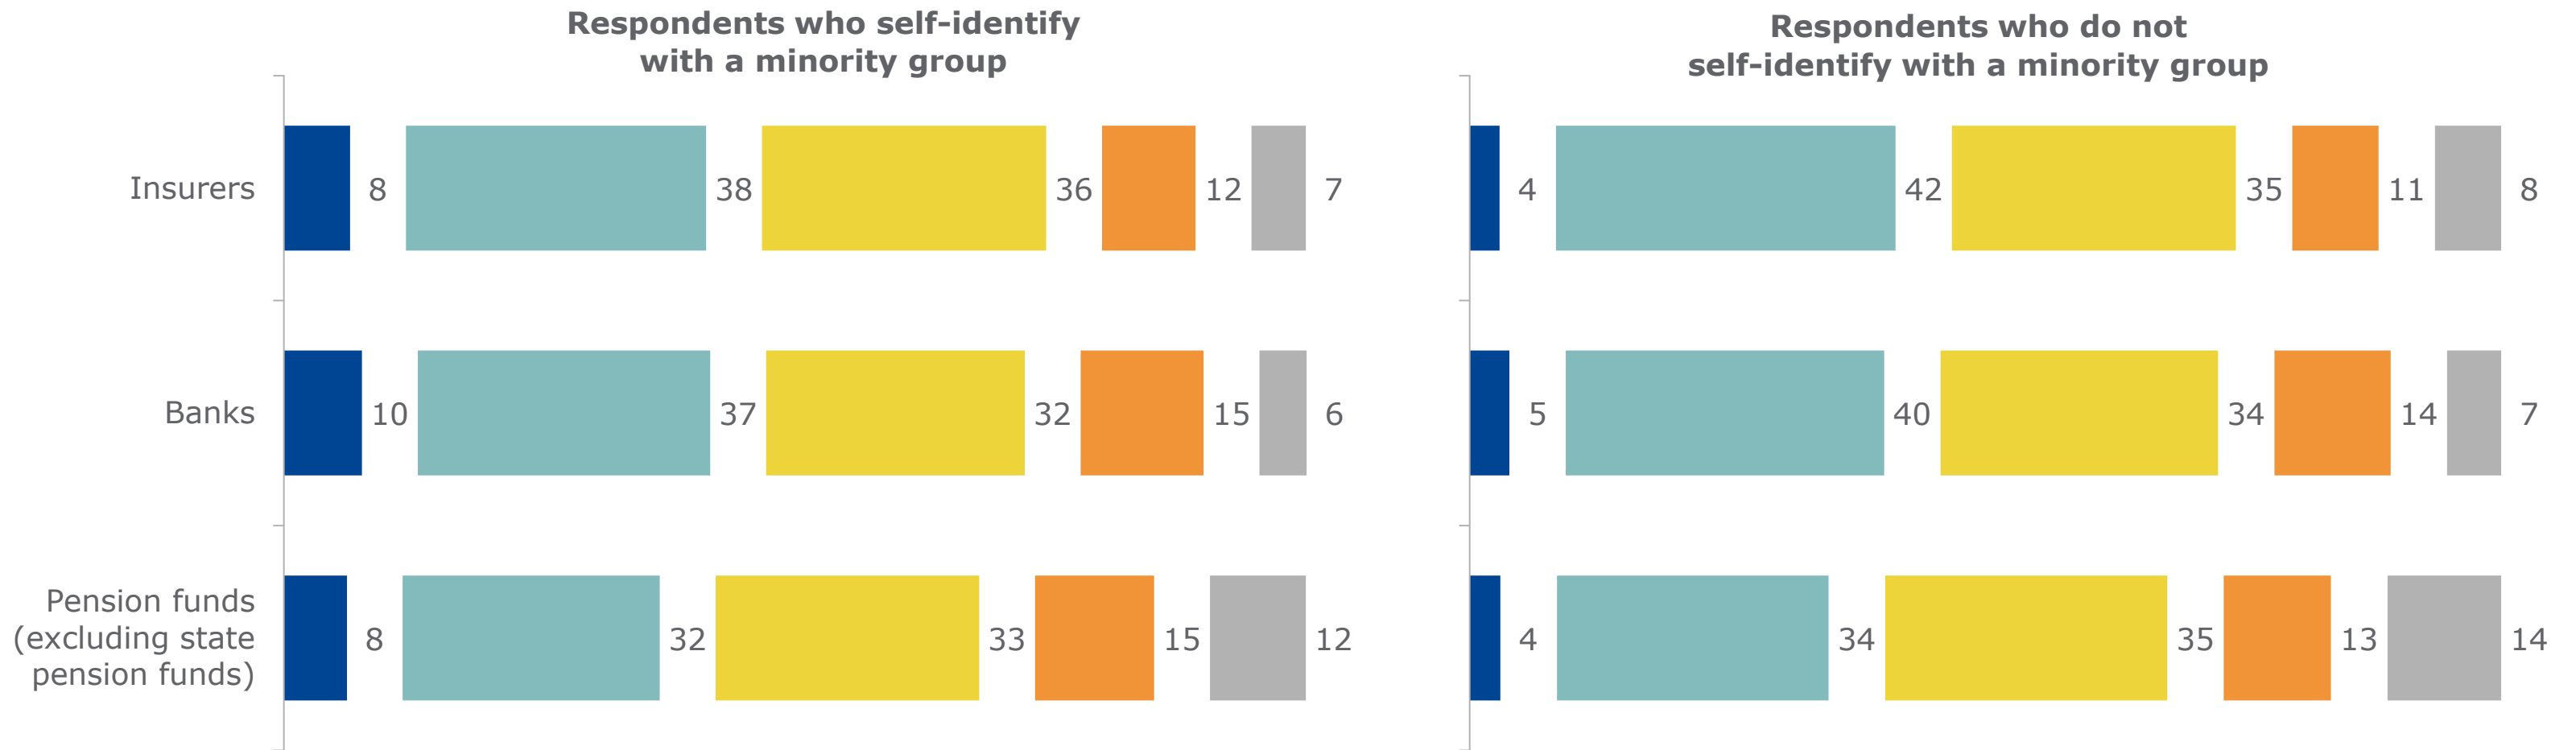 Respondents who self-identify
with a minority group
Respondents who do not
self-identify with a minority group
Insurers
8 38 36 12 7
4 42 35 11 8
Banks
10 37 32 15 6
5 40 34 14 7
Pension funds
(excluding state
pension funds)
8 32 33 15 12
4 34 35 13 14